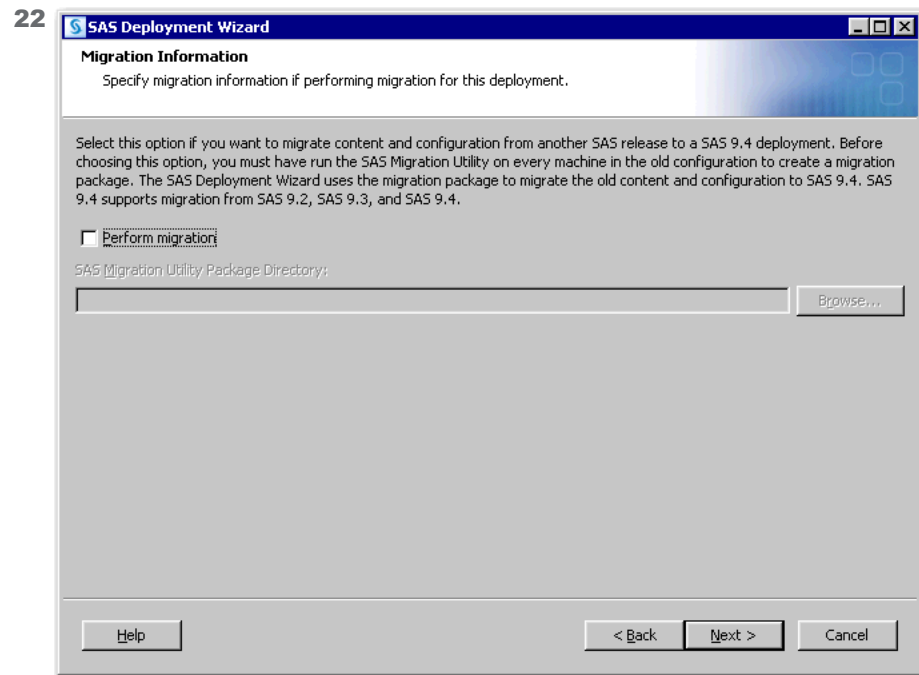 22
SAS Deployment Wizard
Migration Information
Specify migration information if performing migration for this deployment.
Select this option if you want to migrate content and configuration from another SAS release to a SAS 9.4 deployment. Before
choosing this option, you must have run the SAS Migration Utility on every machine in the old configuration to create a migration
package. The SAS Deployment Wizard uses the migration package to migrate the old content and configuration to SAS 9.4. SAS
9.4 supports migration from SAS 9.2, SAS 9.3, and SAS 9.4.
Perform migration
SAS Migration Utility Package Directory:
Browse...
Help
< Back
Next >
Cancel